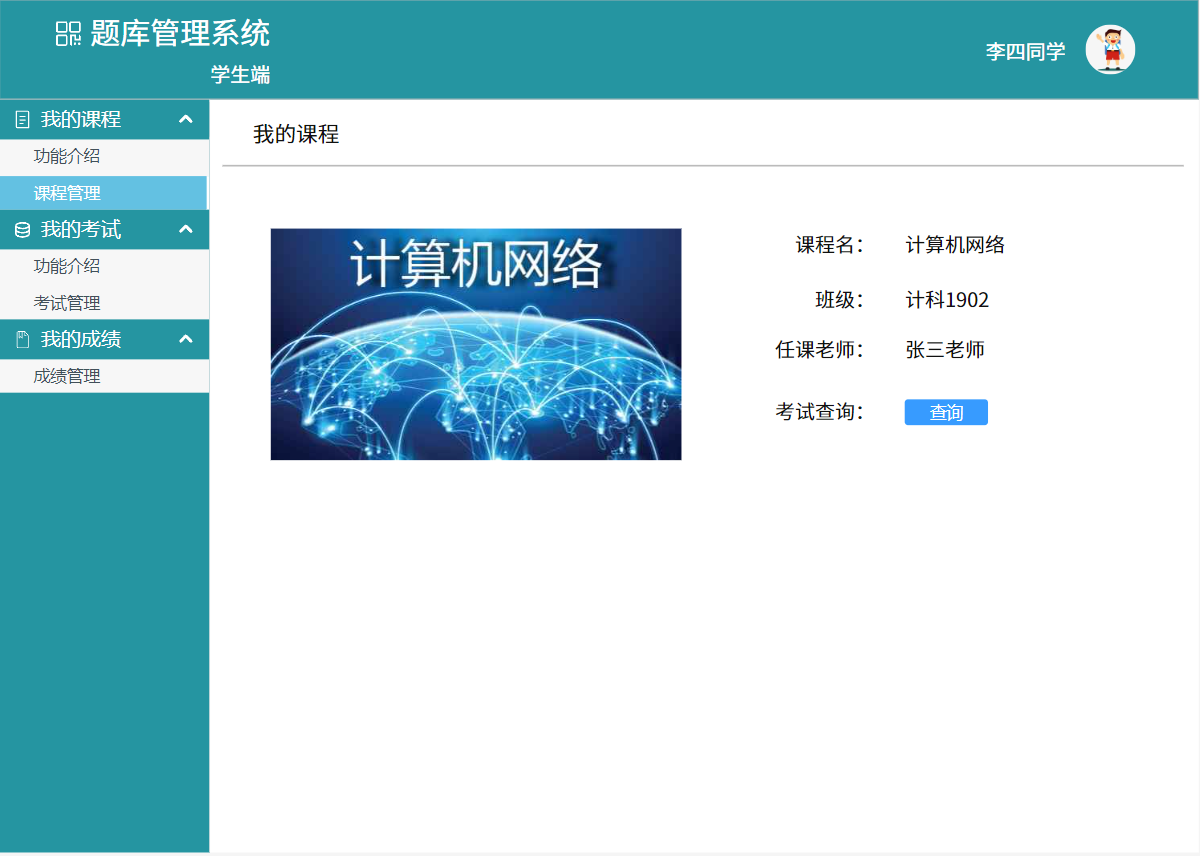 题库管理系统
学生端
李四同学
我的课程
功能介绍
课程管理
我的考试
功能介绍
考试管理
我的成绩
成绩管理
我的课程
计算机网络
课程名： 计算机网络
班级： 计科1902
任课老师： 张三老师
考试查询： 查询